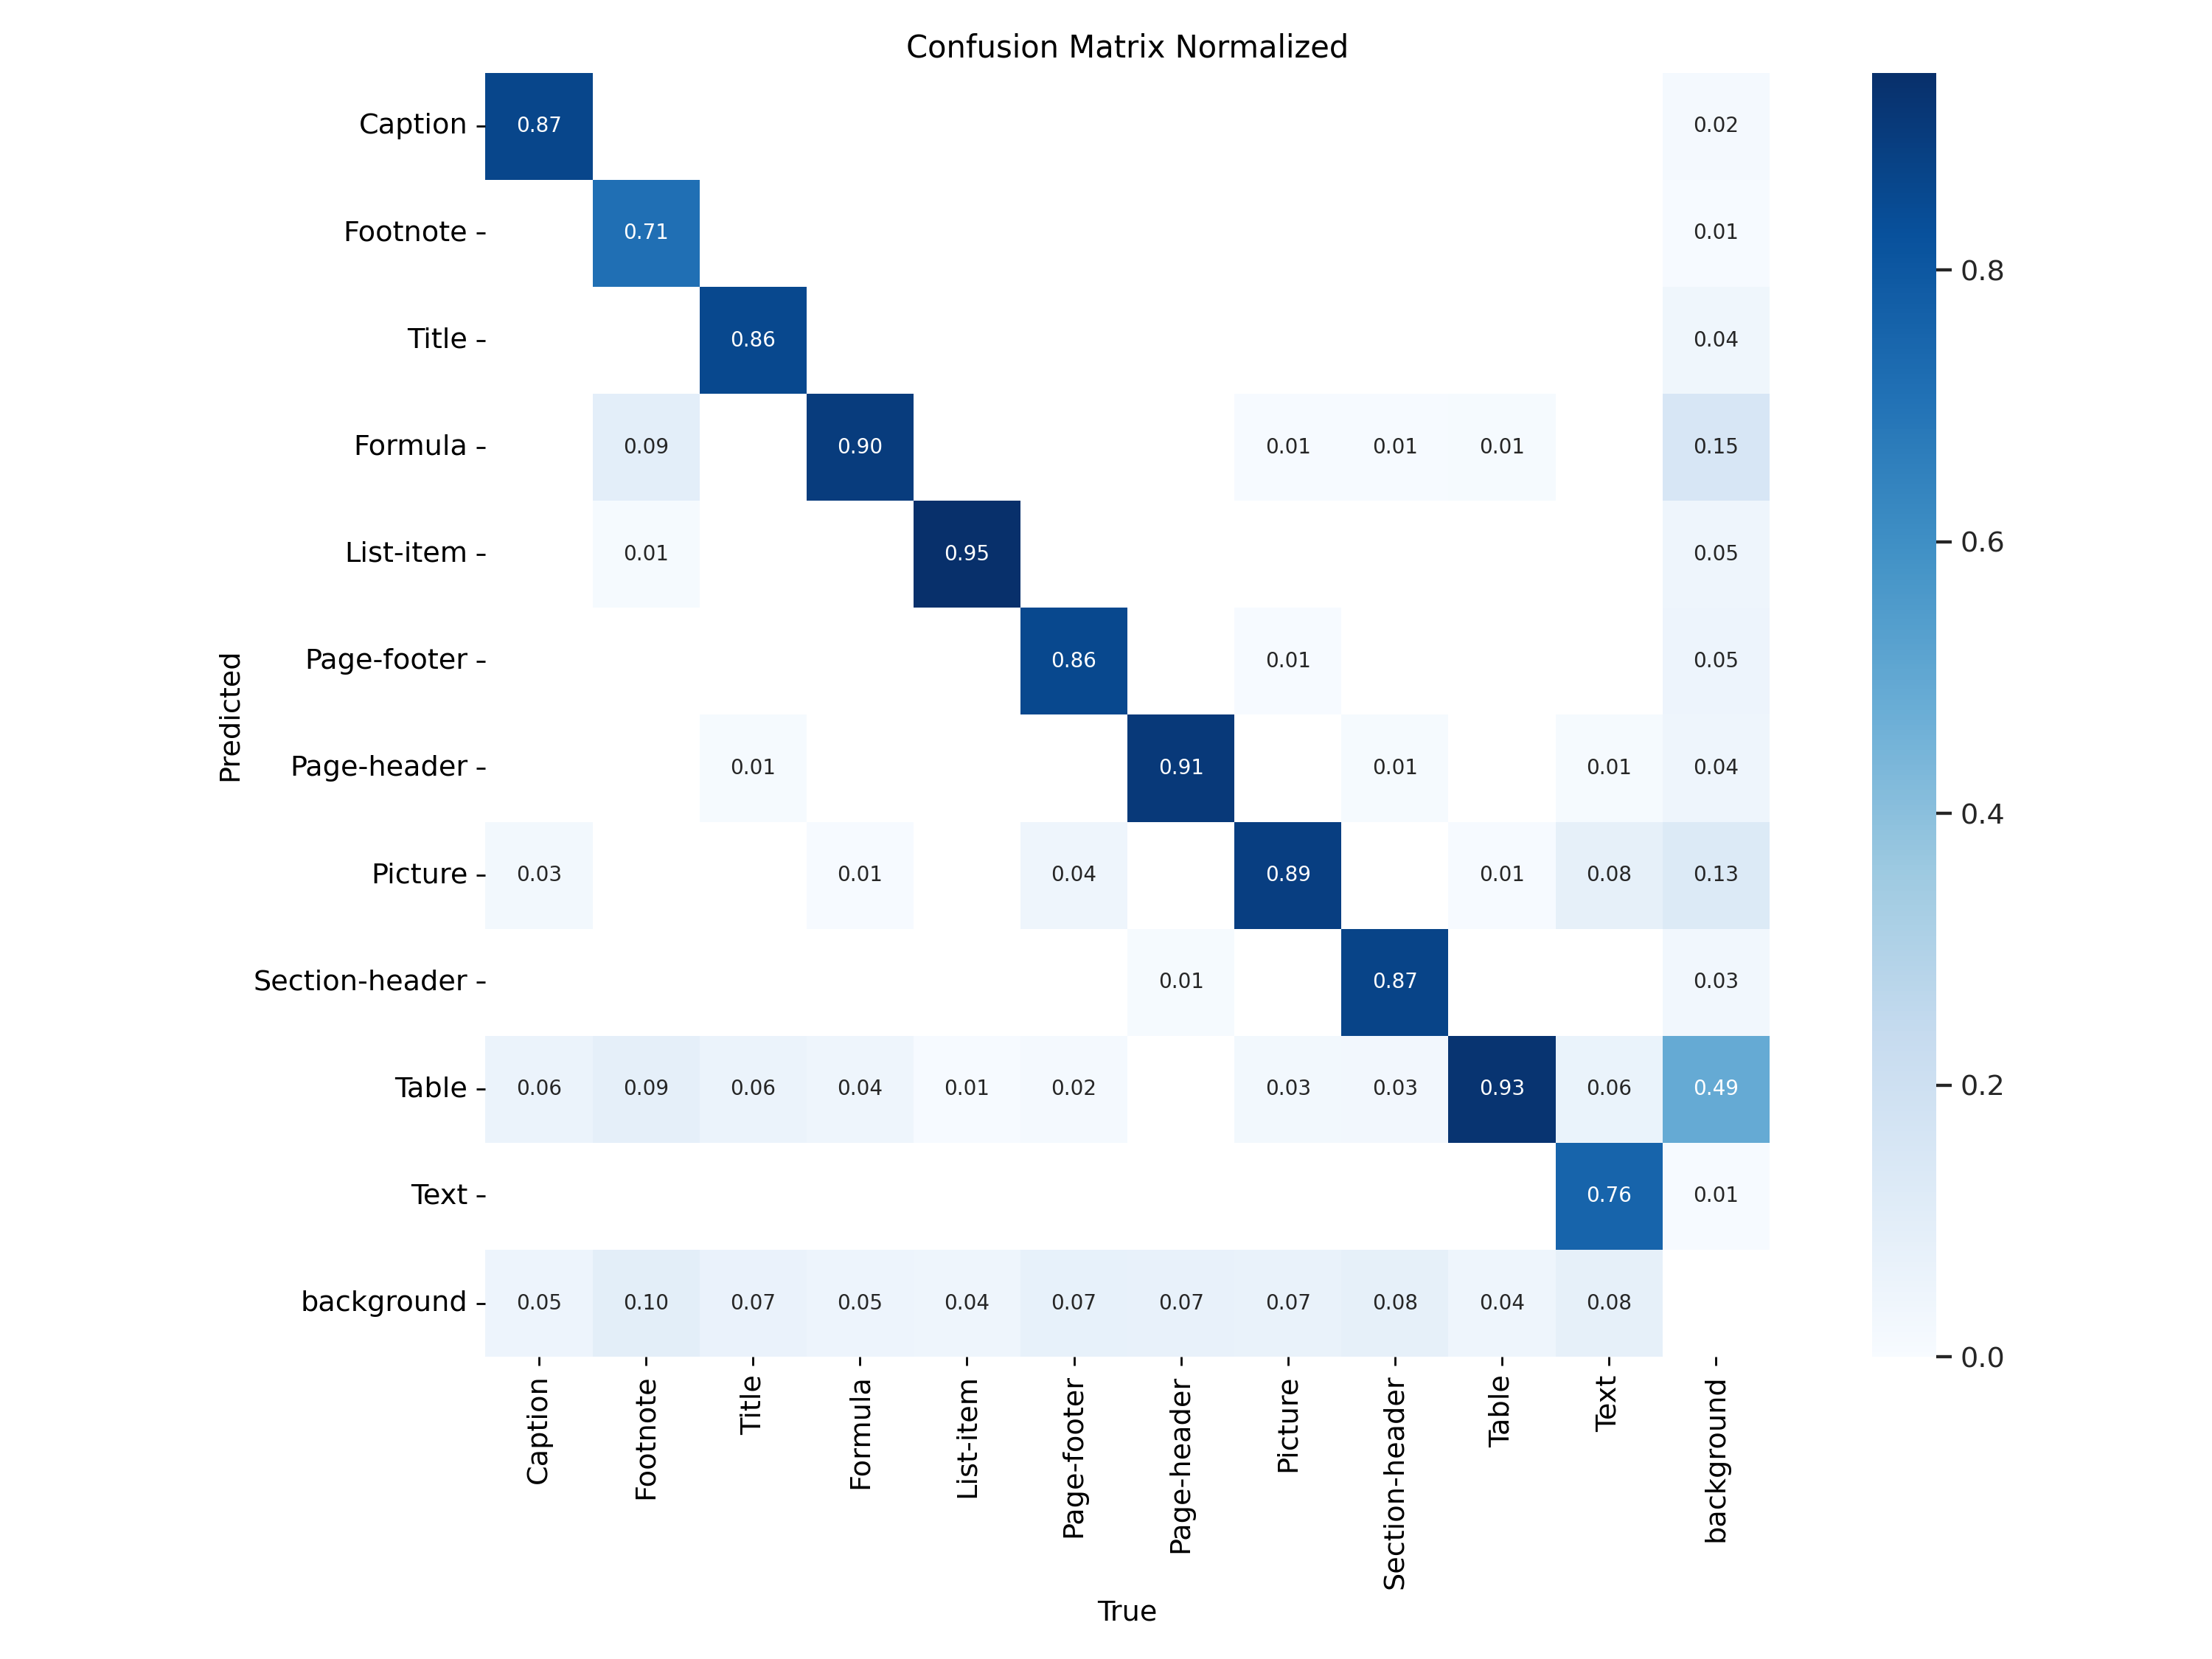 Confusion Matrix Normalized
Caption 0.87 0.02
Footnote 0.71 0.01
Title 0.86 0.04
Formula 0.09 0.90 0.01 0.01 0.01 0.15
List-item 0.01 0.95 0.05
Page-footer 0.86 0.01 0.05
Page-header 0.01 0.91 0.01 0.01 0.04
Picture 0.03 0.01 0.04 0.89 0.01 0.08 0.13
Section-header 0.01 0.87 0.03
Table 0.06 0.09 0.06 0.04 0.01 0.02 0.03 0.03 0.93 0.06 0.49
Text 0.76 0.01
background 0.05 0.10 0.07 0.05 0.04 0.07 0.07 0.07 0.08 0.04 0.08
Predicted
Caption
Footnote
Title
Formula
List-item
Page-footer
Page-header
Picture
Section-header
Table
Text
background
True
0.8
0.6
0.4
0.2
0.0